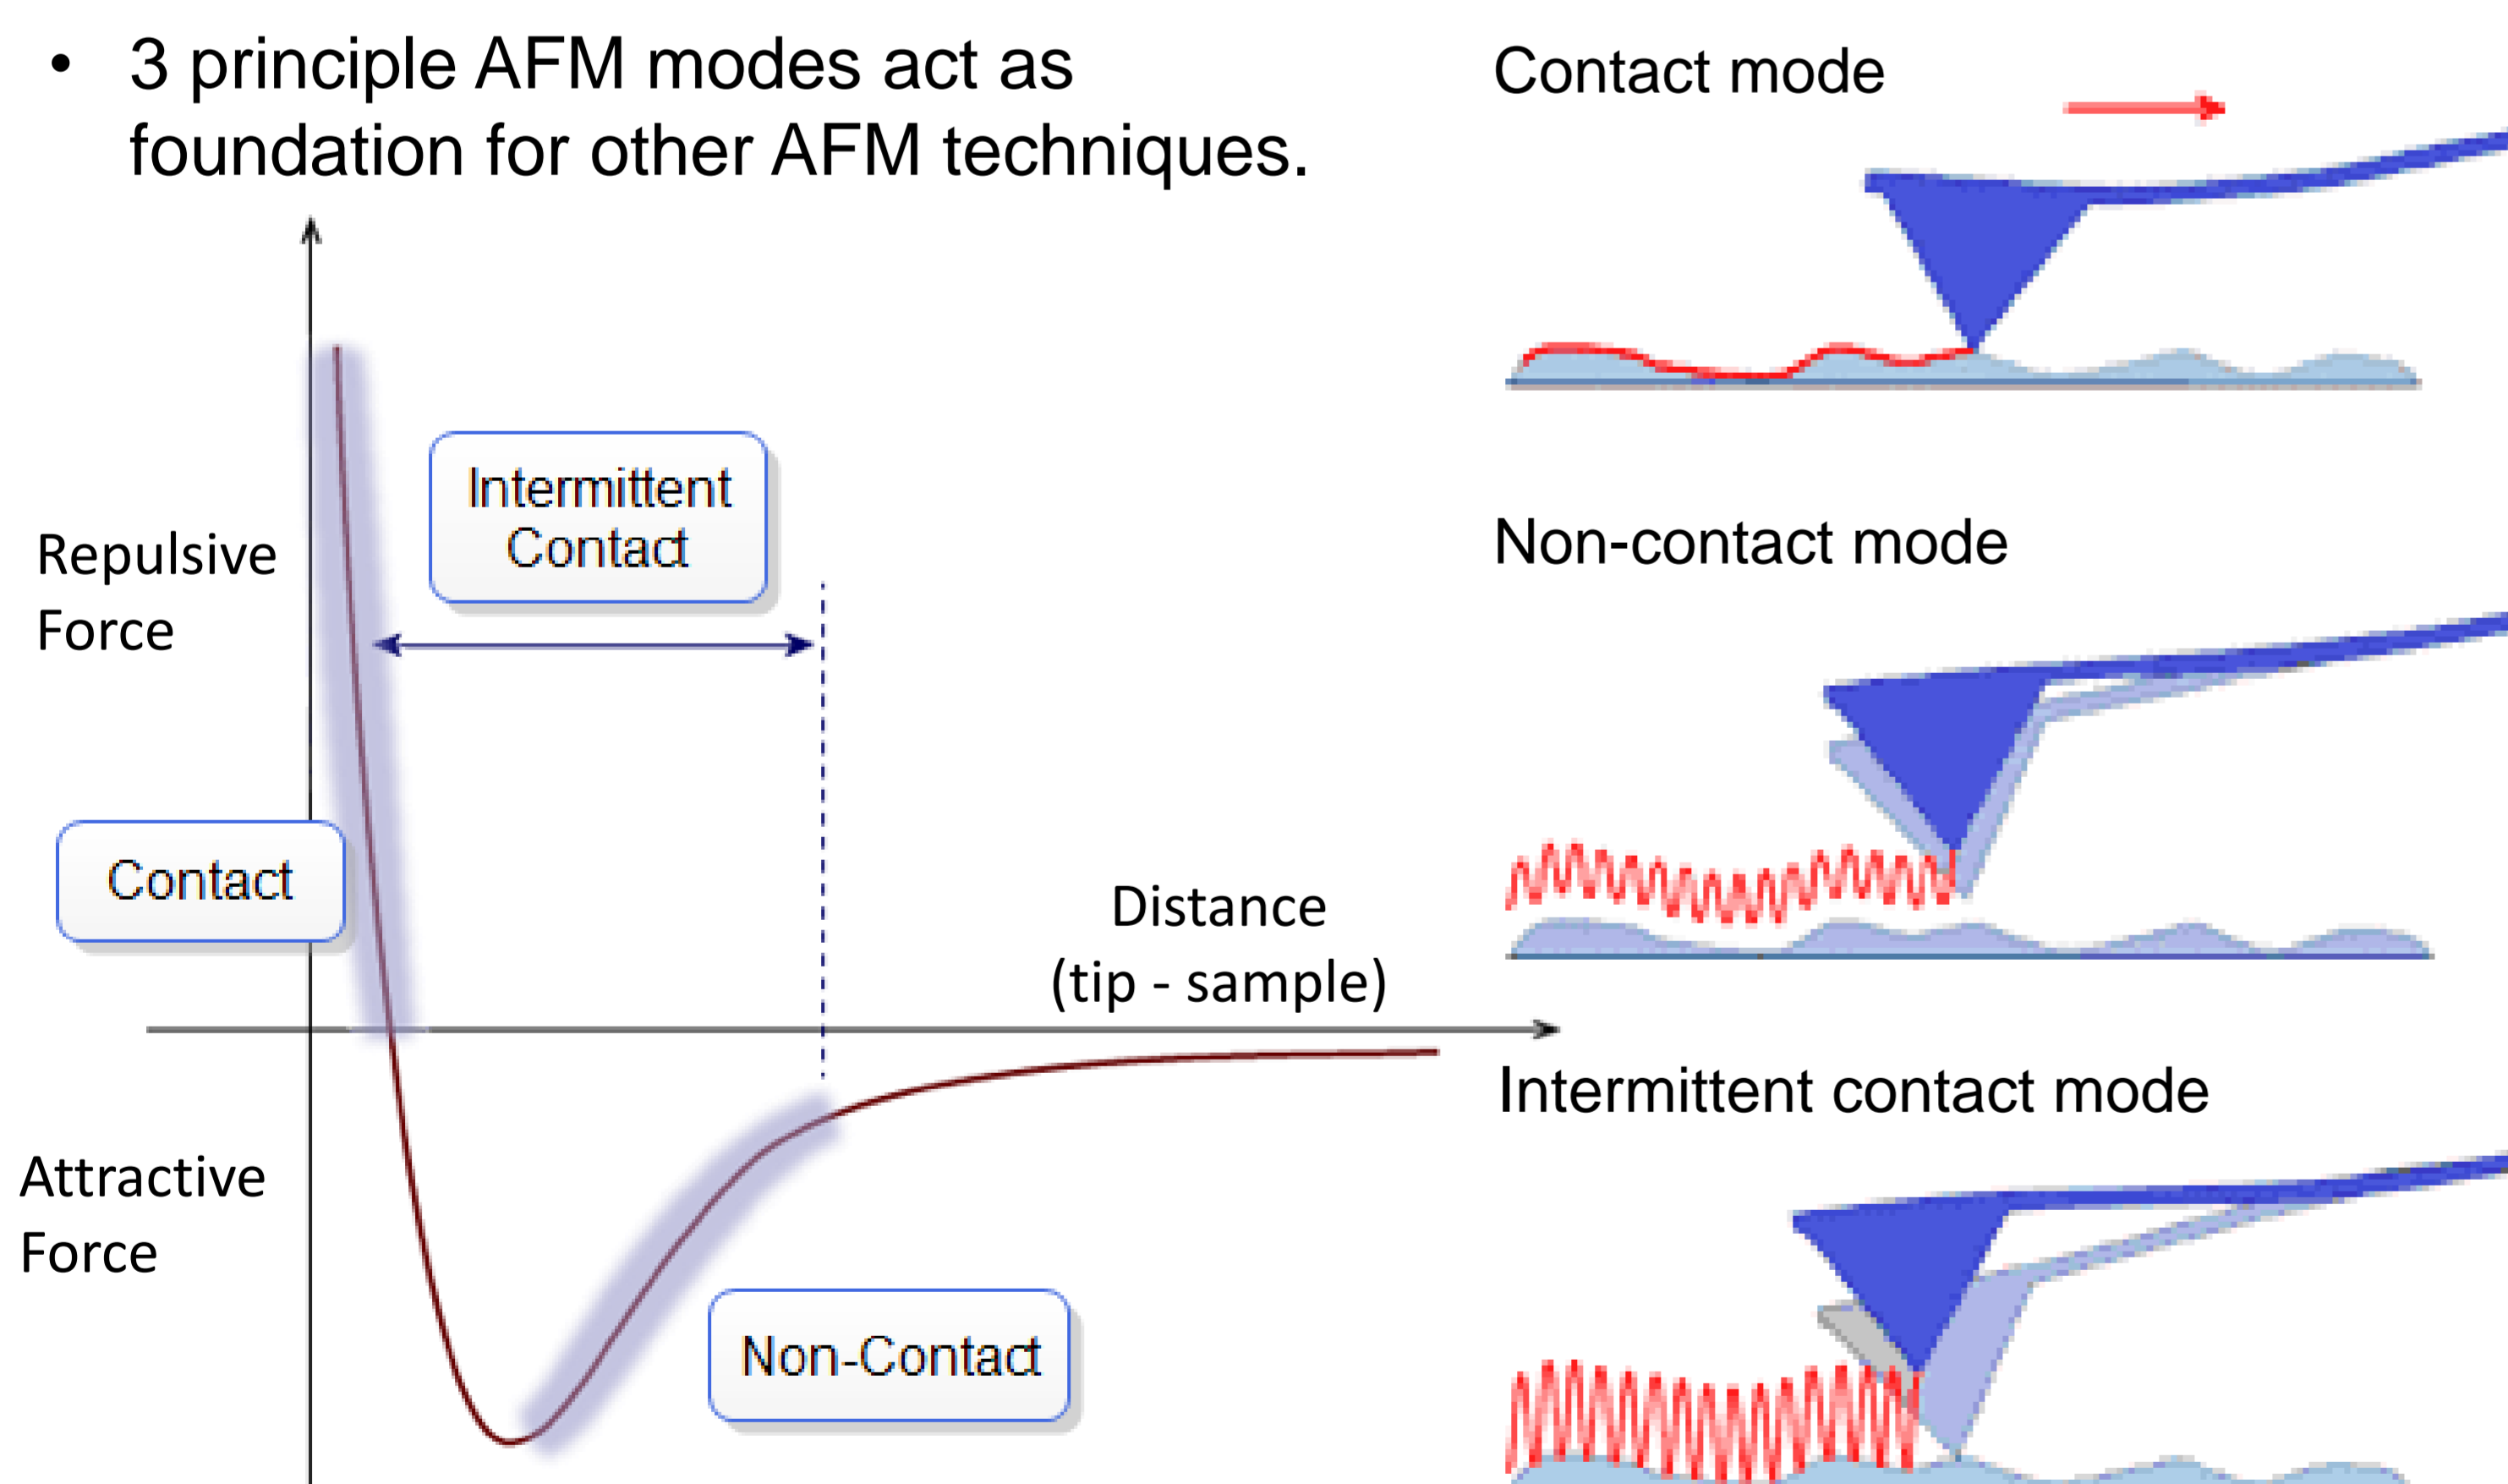 • 3 principle AFM modes act as
foundation for other AFM techniques.
Repulsive
Force
Intermittent
Contact
Contact
Distance
(tip - sample)
Attractive
Force
Non-Contact
Contact mode
Non-contact mode
Intermittent contact mode